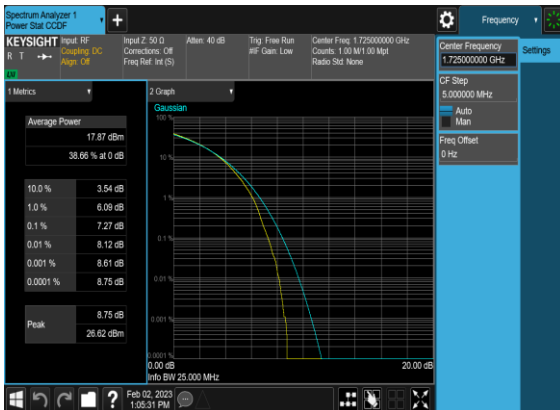 Spectrum Analyzer 1
Power Stat CCDF
Frequency
KEYSIGHT
R T
LXI
Input: RF
Coupling: DC
Align: Off
Input Z: 50 Ω
Corrections: Off
Freq Ref: Int (S)
Atten: 40 dB
Trig: Free Run
#IF Gain: Low
Center Freq: 1.725000000 GHz
Counts: 1.00 M/1.00 Mpt
Radio Std: None
Center Frequency
1.725000000 GHz
Settings
CF Step
5.000000 MHz
Auto
Man
Freq Offset
0 Hz
1 Metrics
2 Graph
Average Power
17.87 dBm
38.66 % at 0 dB
10.0 % 3.54 dB
1.0 % 6.09 dB
0.1 % 7.27 dB
0.01 % 8.12 dB
0.001 % 8.61 dB
0.0001 % 8.75 dB
Peak
8.75 dB
26.62 dBm
Gaussian
100 %
10 %
1 %
0.1 %
0.01 %
0.001 %
0.0001 %
0.00 dB
20.00 dB
Info BW 25.000 MHz
Feb 02, 2023
1:05:31 PM